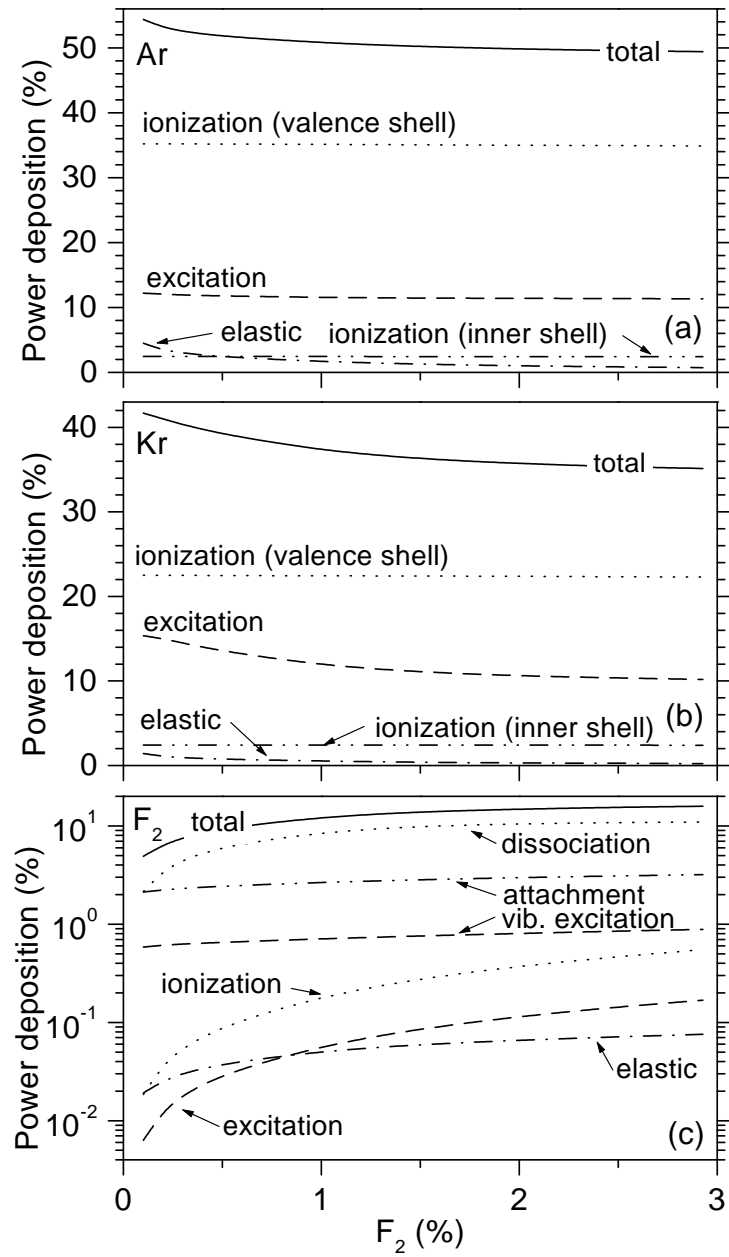 Ar
total
ionization (valence shell)
excitation
elastic
ionization (inner shell)
(a)
Power deposition (%)
50
40
30
20
10
0
Kr
total
ionization (valence shell)
excitation
elastic
ionization (inner shell)
(b)
Power deposition (%)
40
30
20
10
0
F₂
total
dissociation
attachment
vib. excitation
ionization
elastic
excitation
(c)
Power deposition (%)
10¹
10⁰
10⁻¹
10⁻²
0 1 2 3
F₂ (%)